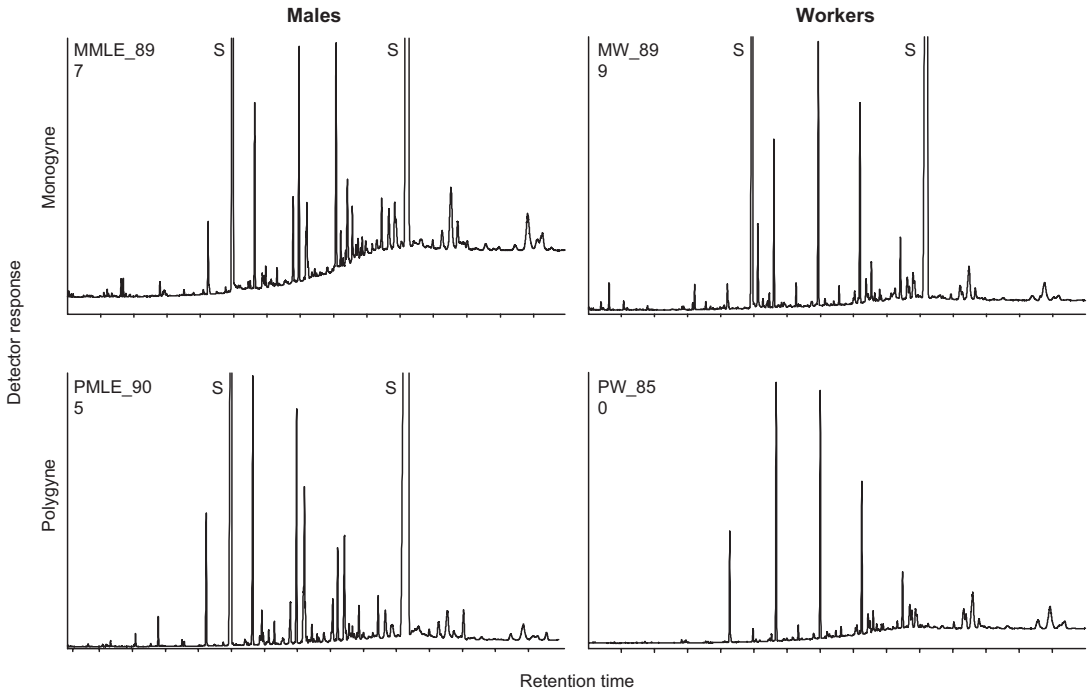 Males
Workers
MMLE_89
7
S
S
MW_89
9
S
S
Monogyne
Detector response
PMLE_90
5
S
S
PW_85
0
Polygyne
Retention time